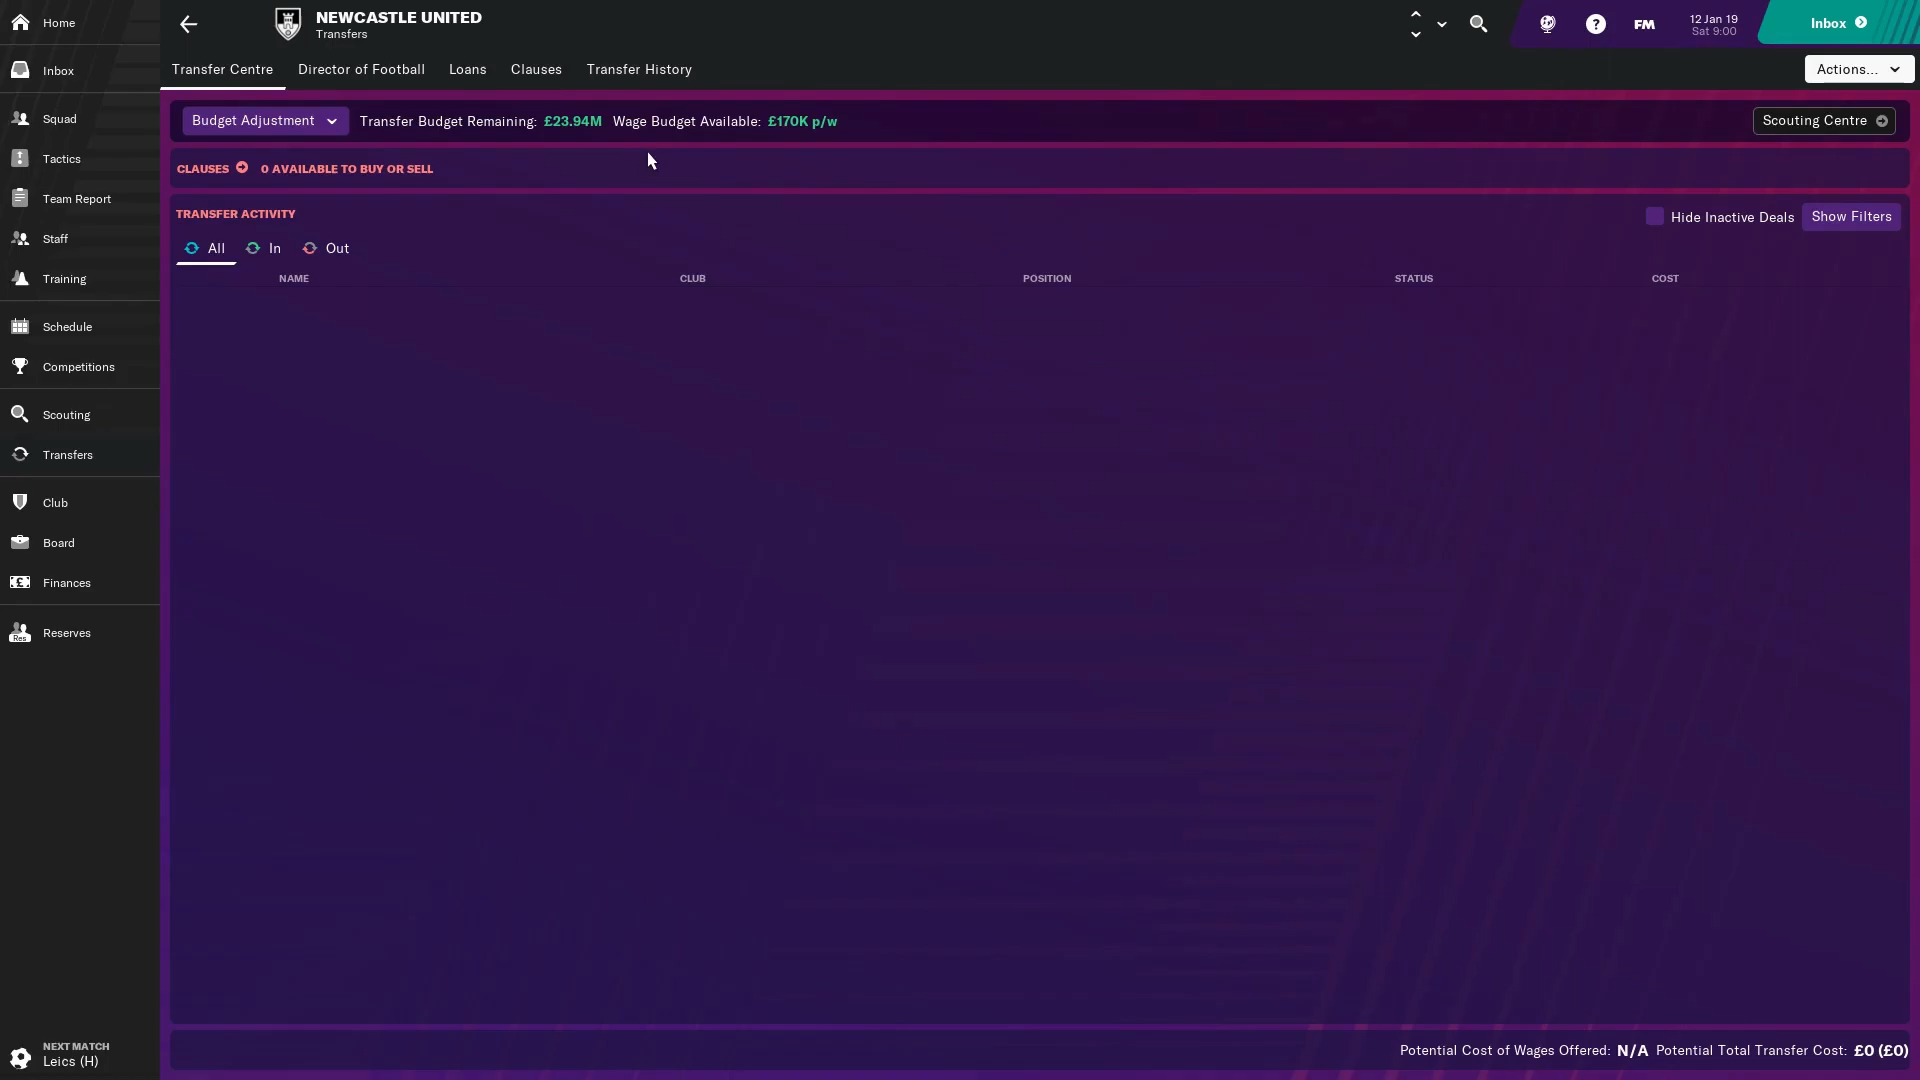 Home
Inbox
Squad
Tactics
Team Report
Staff
Training
Schedule
Competitions
Scouting
Transfers
Club
Board
Finances
Res
Reserves
NEXT MATCH
Leics (H)
NEWCASTLE UNITED
Transfers
FM
12 Jan 19
Sat 9:00
Inbox
Transfer Centre Director of Football Loans Clauses Transfer History
Actions...
Budget Adjustment Transfer Budget Remaining: £23.94M Wage Budget Available: £170K p/w
Scouting Centre
CLAUSES 0 AVAILABLE TO BUY OR SELL
TRANSFER ACTIVITY
Hide Inactive Deals Show Filters
All In Out
NAME CLUB POSITION STATUS COST
Potential Cost of Wages Offered: N/A Potential Total Transfer Cost: £0 (£0)